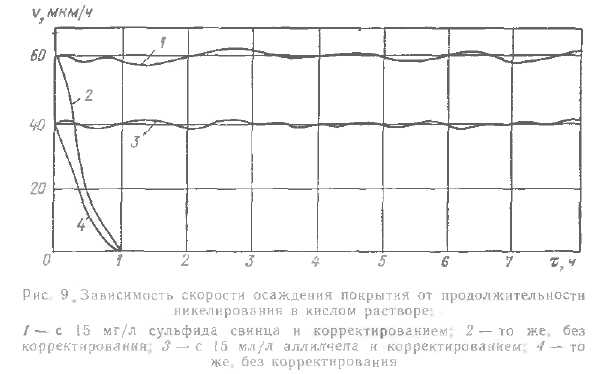 v, мкм/ч
60
40
20
0
1
2
3
4
5
6
7
τ, ч
1
2
3
4
Рис. 9. Зависимость скорости осаждения покрытия от продолжительности
никелирования в кислом растворе:
1 — с 15 мг/л сульфида свинца и корректированием; 2 — то же, без
корректирования; 3 — с 15 мл/л аллилчела и корректированием; 4 — то
же, без корректирования